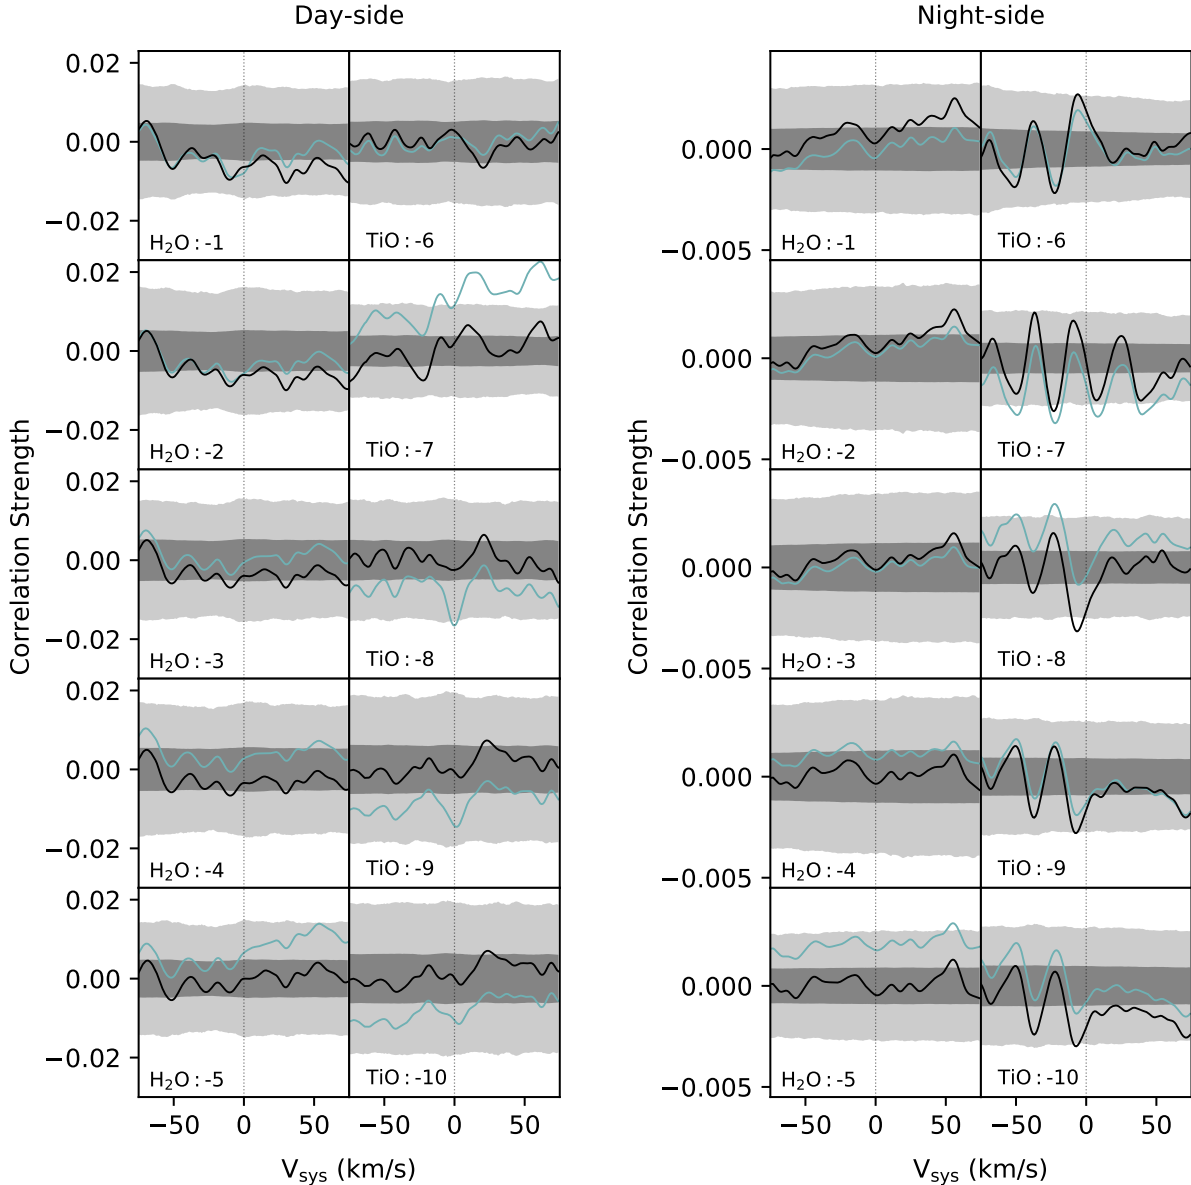 Day-side
Night-side
0.02
0.00
−0.02
H₂O : -1
TiO : -6
0.000
−0.005
H₂O : -1
TiO : -6
0.02
0.00
−0.02
H₂O : -2
TiO : -7
0.000
−0.005
H₂O : -2
TiO : -7
0.02
0.00
−0.02
H₂O : -3
TiO : -8
0.000
−0.005
H₂O : -3
TiO : -8
0.02
0.00
−0.02
H₂O : -4
TiO : -9
0.000
−0.005
H₂O : -4
TiO : -9
0.02
0.00
−0.02
H₂O : -5
TiO : -10
0.000
−0.005
H₂O : -5
TiO : -10
Correlation Strength
Correlation Strength
−50 0 50 −50 0 50
−50 0 50 −50 0 50
V_sys (km/s)
V_sys (km/s)